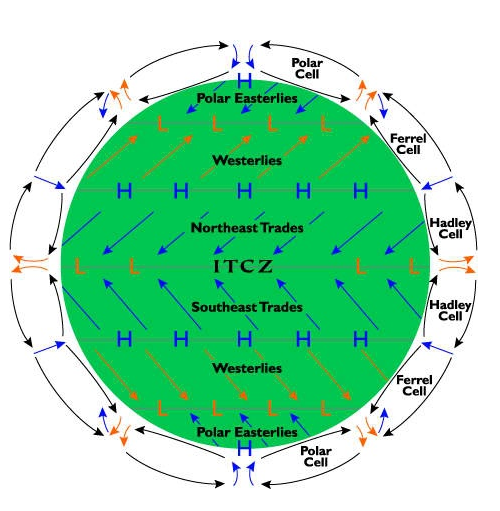 Polar
Cell
H
Polar Easterlies
L L L L
Ferrel
Cell
Westerlies
H H H H H
Northeast Trades
Hadley
Cell
L L ITCZ L L
Southeast Trades
Hadley
Cell
H H H H H
Westerlies
Ferrel
Cell
L L L L
Polar Easterlies
H
Polar
Cell